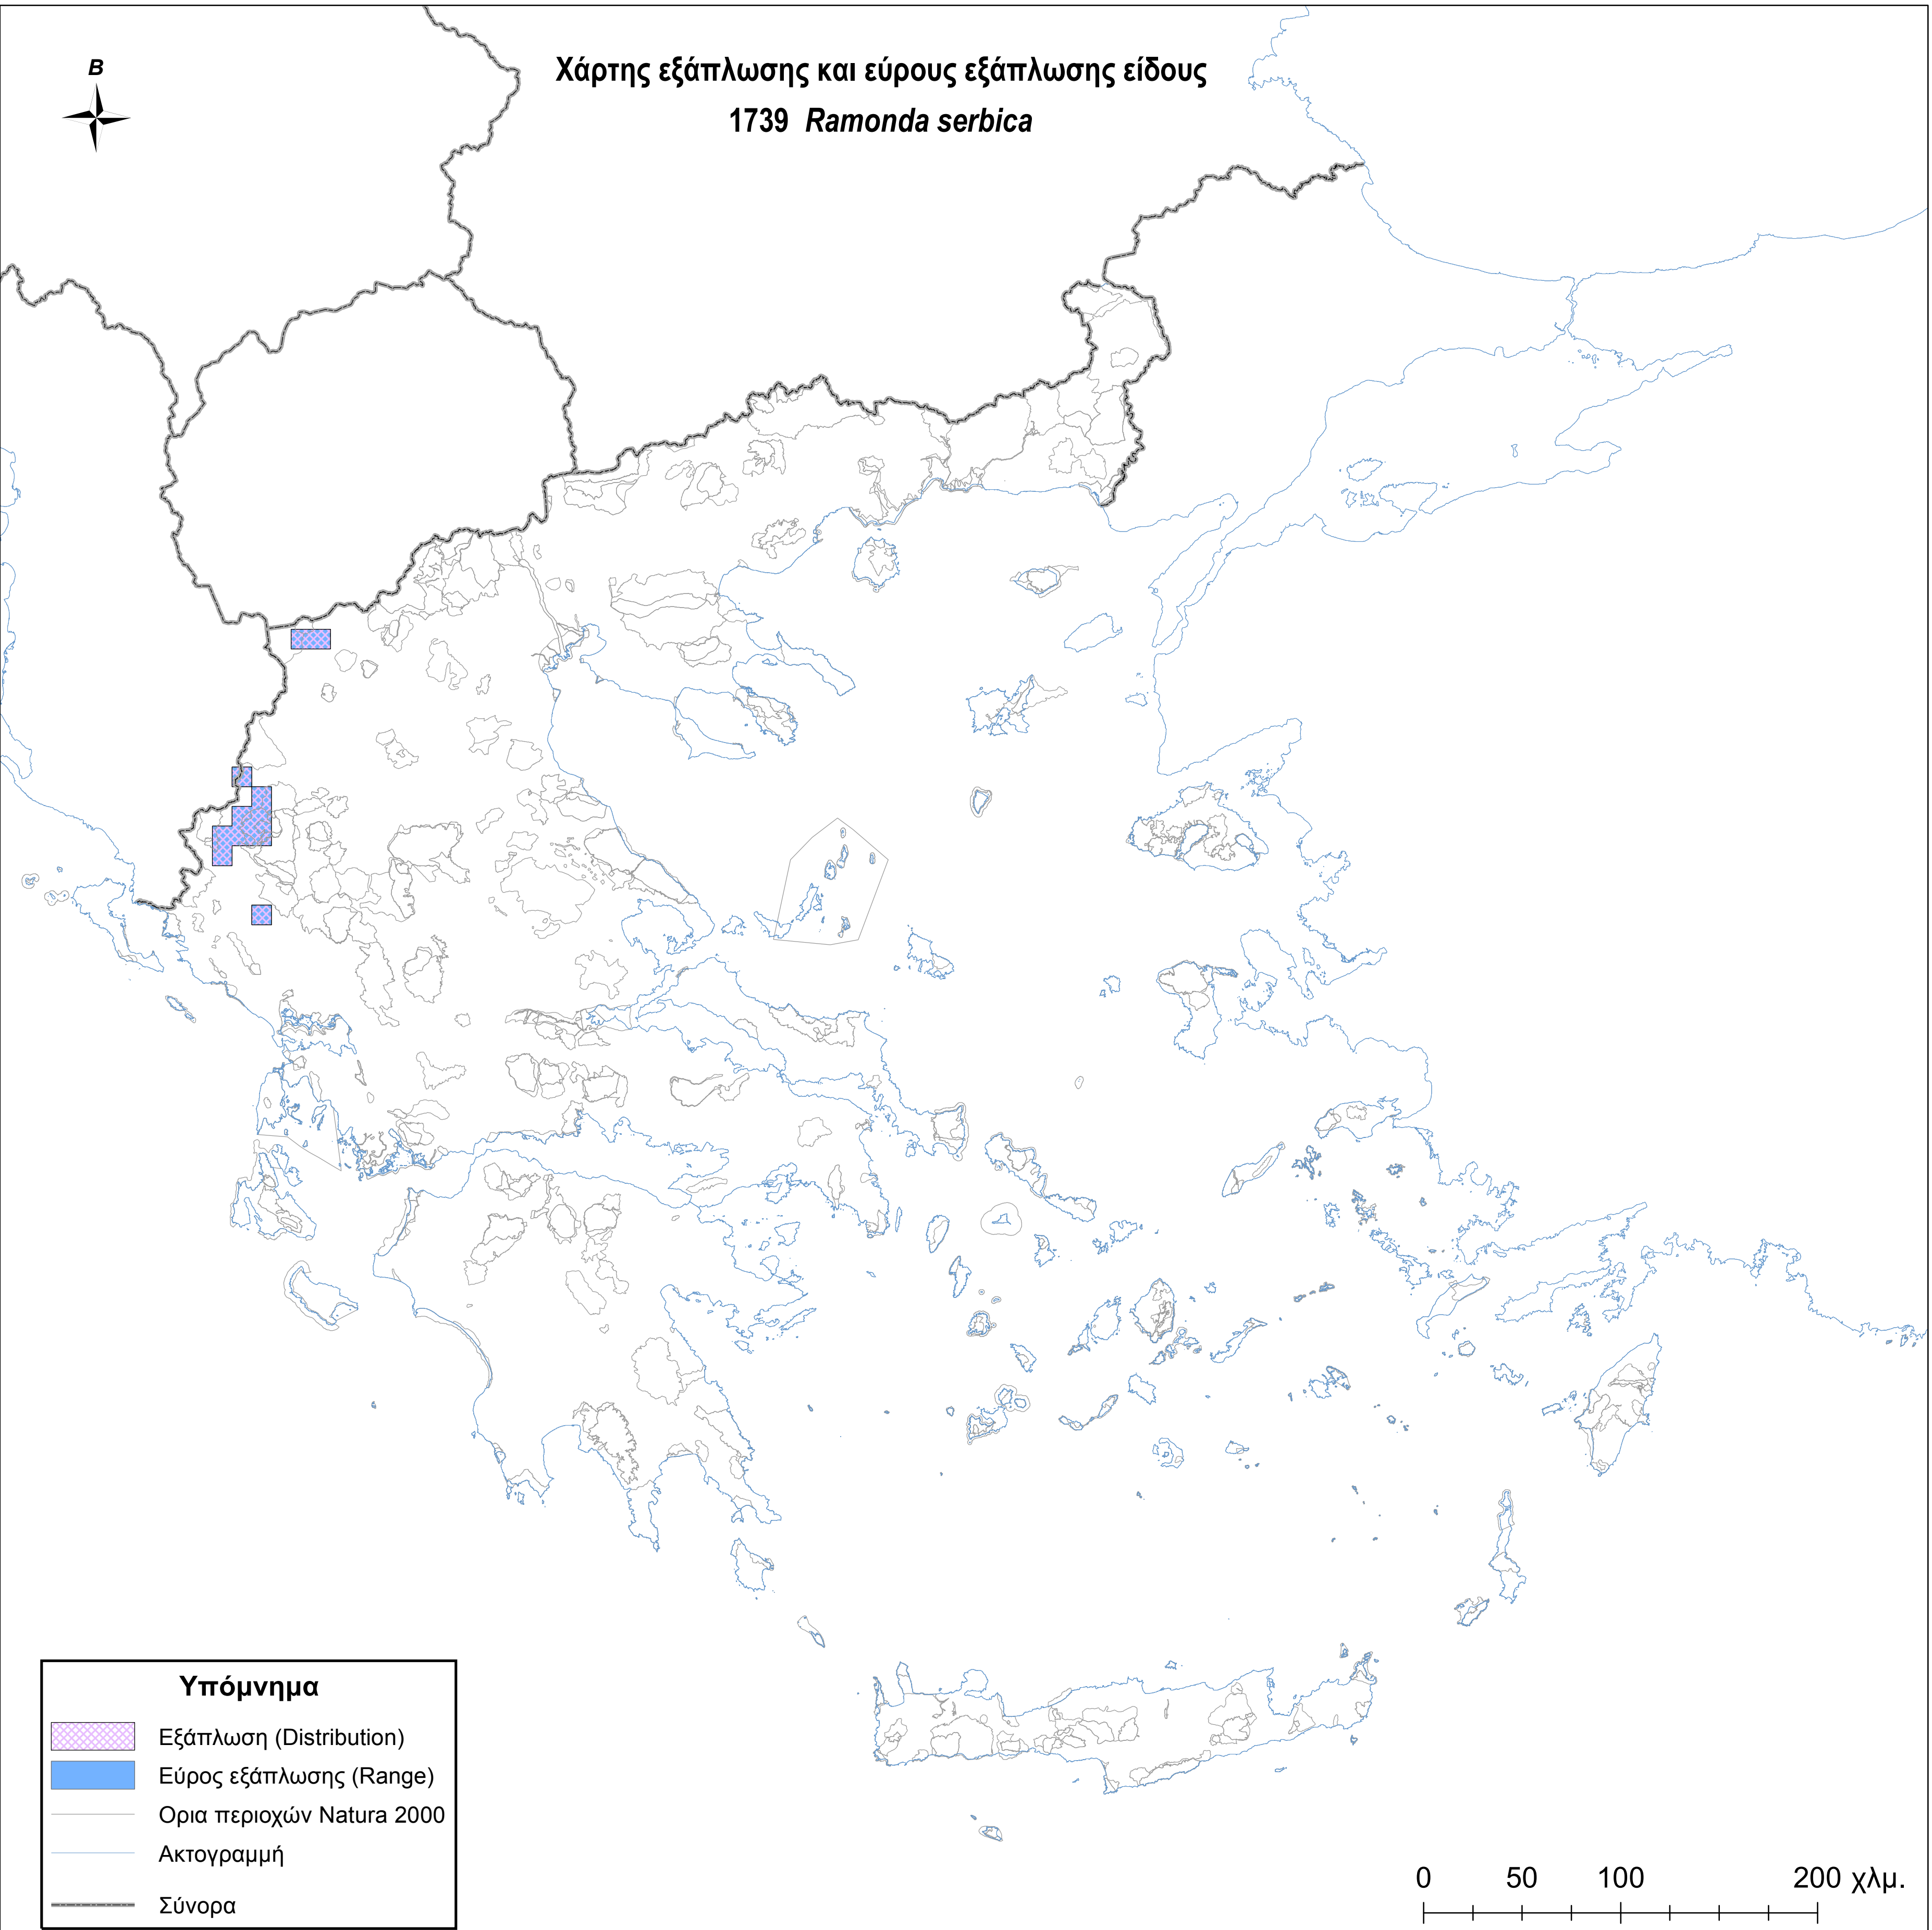 Β
Χάρτης εξάπλωσης και εύρους εξάπλωσης είδους
1739 Ramonda serbica
Υπόμνημα
Εξάπλωση (Distribution)
Εύρος εξάπλωσης (Range)
Ορια περιοχών Natura 2000
Ακτογραμμή
Σύνορα
0 50 100 200 χλμ.